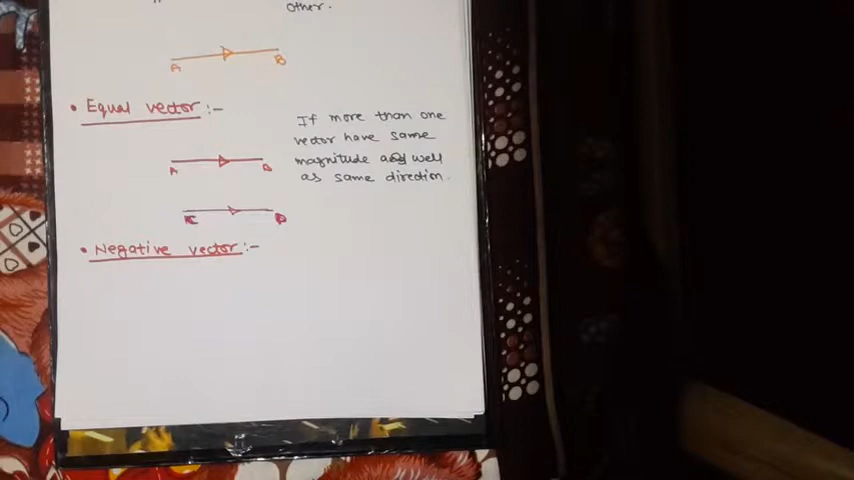 other.
A B
• Equal vector :-
If more than one
vector have same
magnitude as well
as same direction.
A B
C D
• Negative vector :-